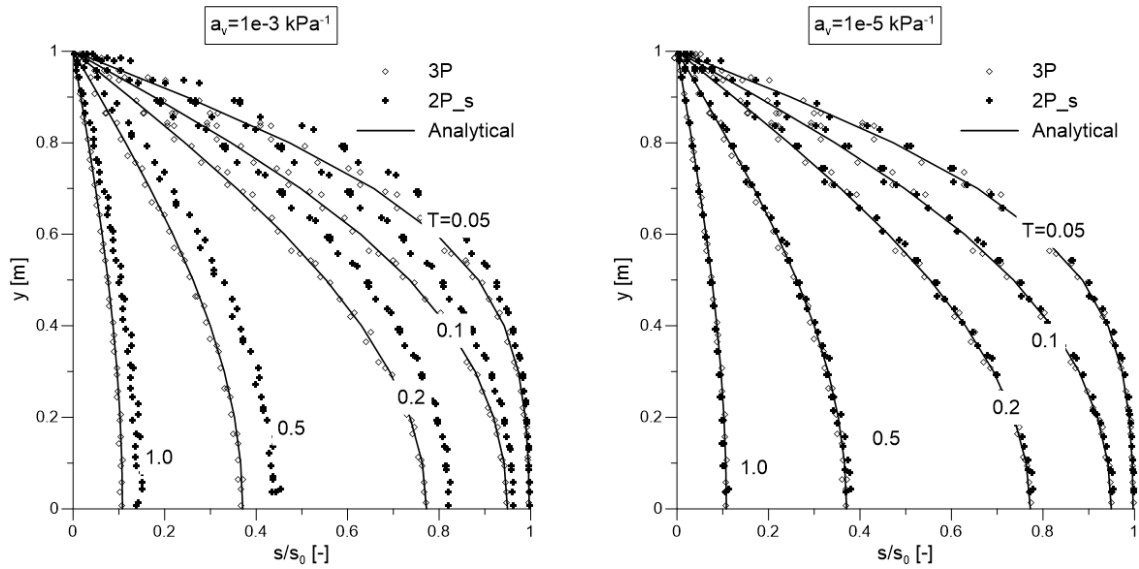 a_v=1e-3 kPa⁻¹
3P
2P_s
Analytical
T=0.05
0.1
0.2
0.5
1.0
y [m]
1
0.8
0.6
0.4
0.2
0
0 0.2 0.4 0.6 0.8 1
s/s₀ [-]
a_v=1e-5 kPa⁻¹
3P
2P_s
Analytical
T=0.05
0.1
0.2
0.5
1.0
y [m]
1
0.8
0.6
0.4
0.2
0
0 0.2 0.4 0.6 0.8 1
s/s₀ [-]